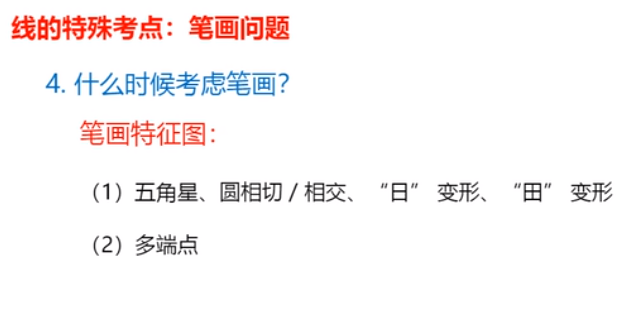 线的特殊考点：笔画问题
4. 什么时候考虑笔画？
笔画特征图：
（1）五角星、圆相切 / 相交、“日” 变形、“田” 变形
（2）多端点